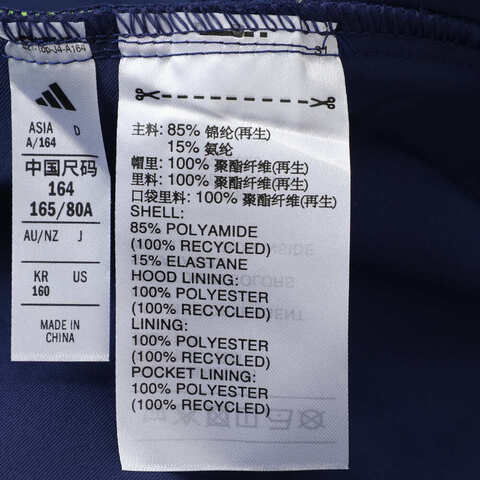 ASIA D
A/164
中国尺码
164
165/80A
AU/NZ J
KR US
160
MADE IN
CHINA
主料: 85% 锦纶(再生)
15% 氨纶
帽里: 100% 聚酯纤维(再生)
里料: 100% 聚酯纤维(再生)
口袋里料: 100% 聚酯纤维(再生)
SHELL:
85% POLYAMIDE
(100% RECYCLED)
15% ELASTANE
HOOD LINING:
100% POLYESTER
(100% RECYCLED)
LINING:
100% POLYESTER
(100% RECYCLED)
POCKET LINING:
100% POLYESTER
(100% RECYCLED)